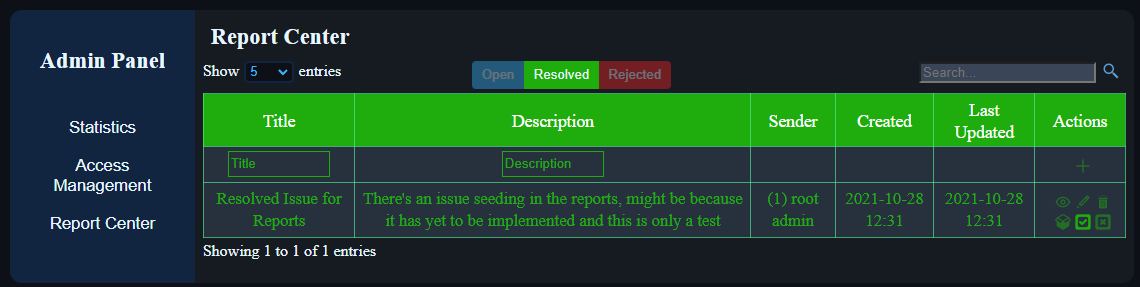 Admin Panel
Statistics
Access
Management
Report Center
Report Center
Show 5 entries
Open Resolved Rejected
Search...
Title Description Sender Created Last Updated Actions
Title Description
Resolved Issue for There's an issue seeding in the reports, might be because (1) root 2021-10-28 2021-10-28
Reports it has yet to be implemented and this is only a test admin 12:31 12:31
Showing 1 to 1 of 1 entries